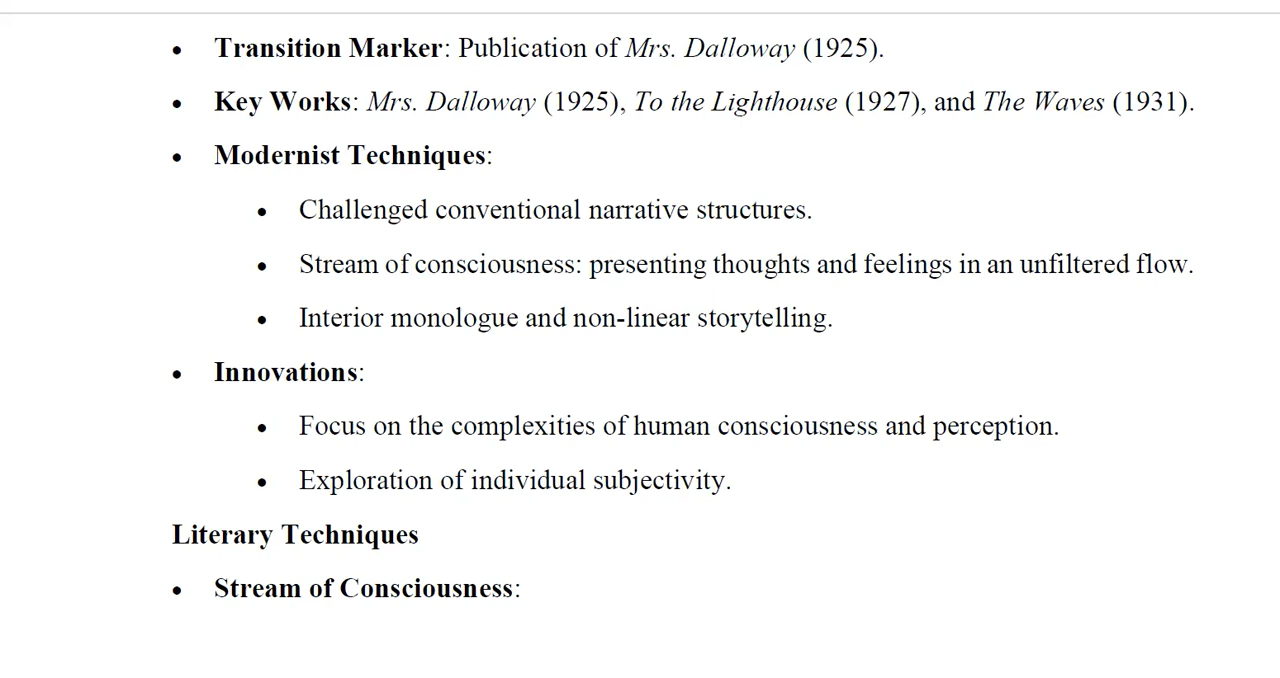 • Transition Marker: Publication of Mrs. Dalloway (1925).
• Key Works: Mrs. Dalloway (1925), To the Lighthouse (1927), and The Waves (1931).
• Modernist Techniques:
• Challenged conventional narrative structures.
• Stream of consciousness: presenting thoughts and feelings in an unfiltered flow.
• Interior monologue and non-linear storytelling.
• Innovations:
• Focus on the complexities of human consciousness and perception.
• Exploration of individual subjectivity.
Literary Techniques
• Stream of Consciousness: